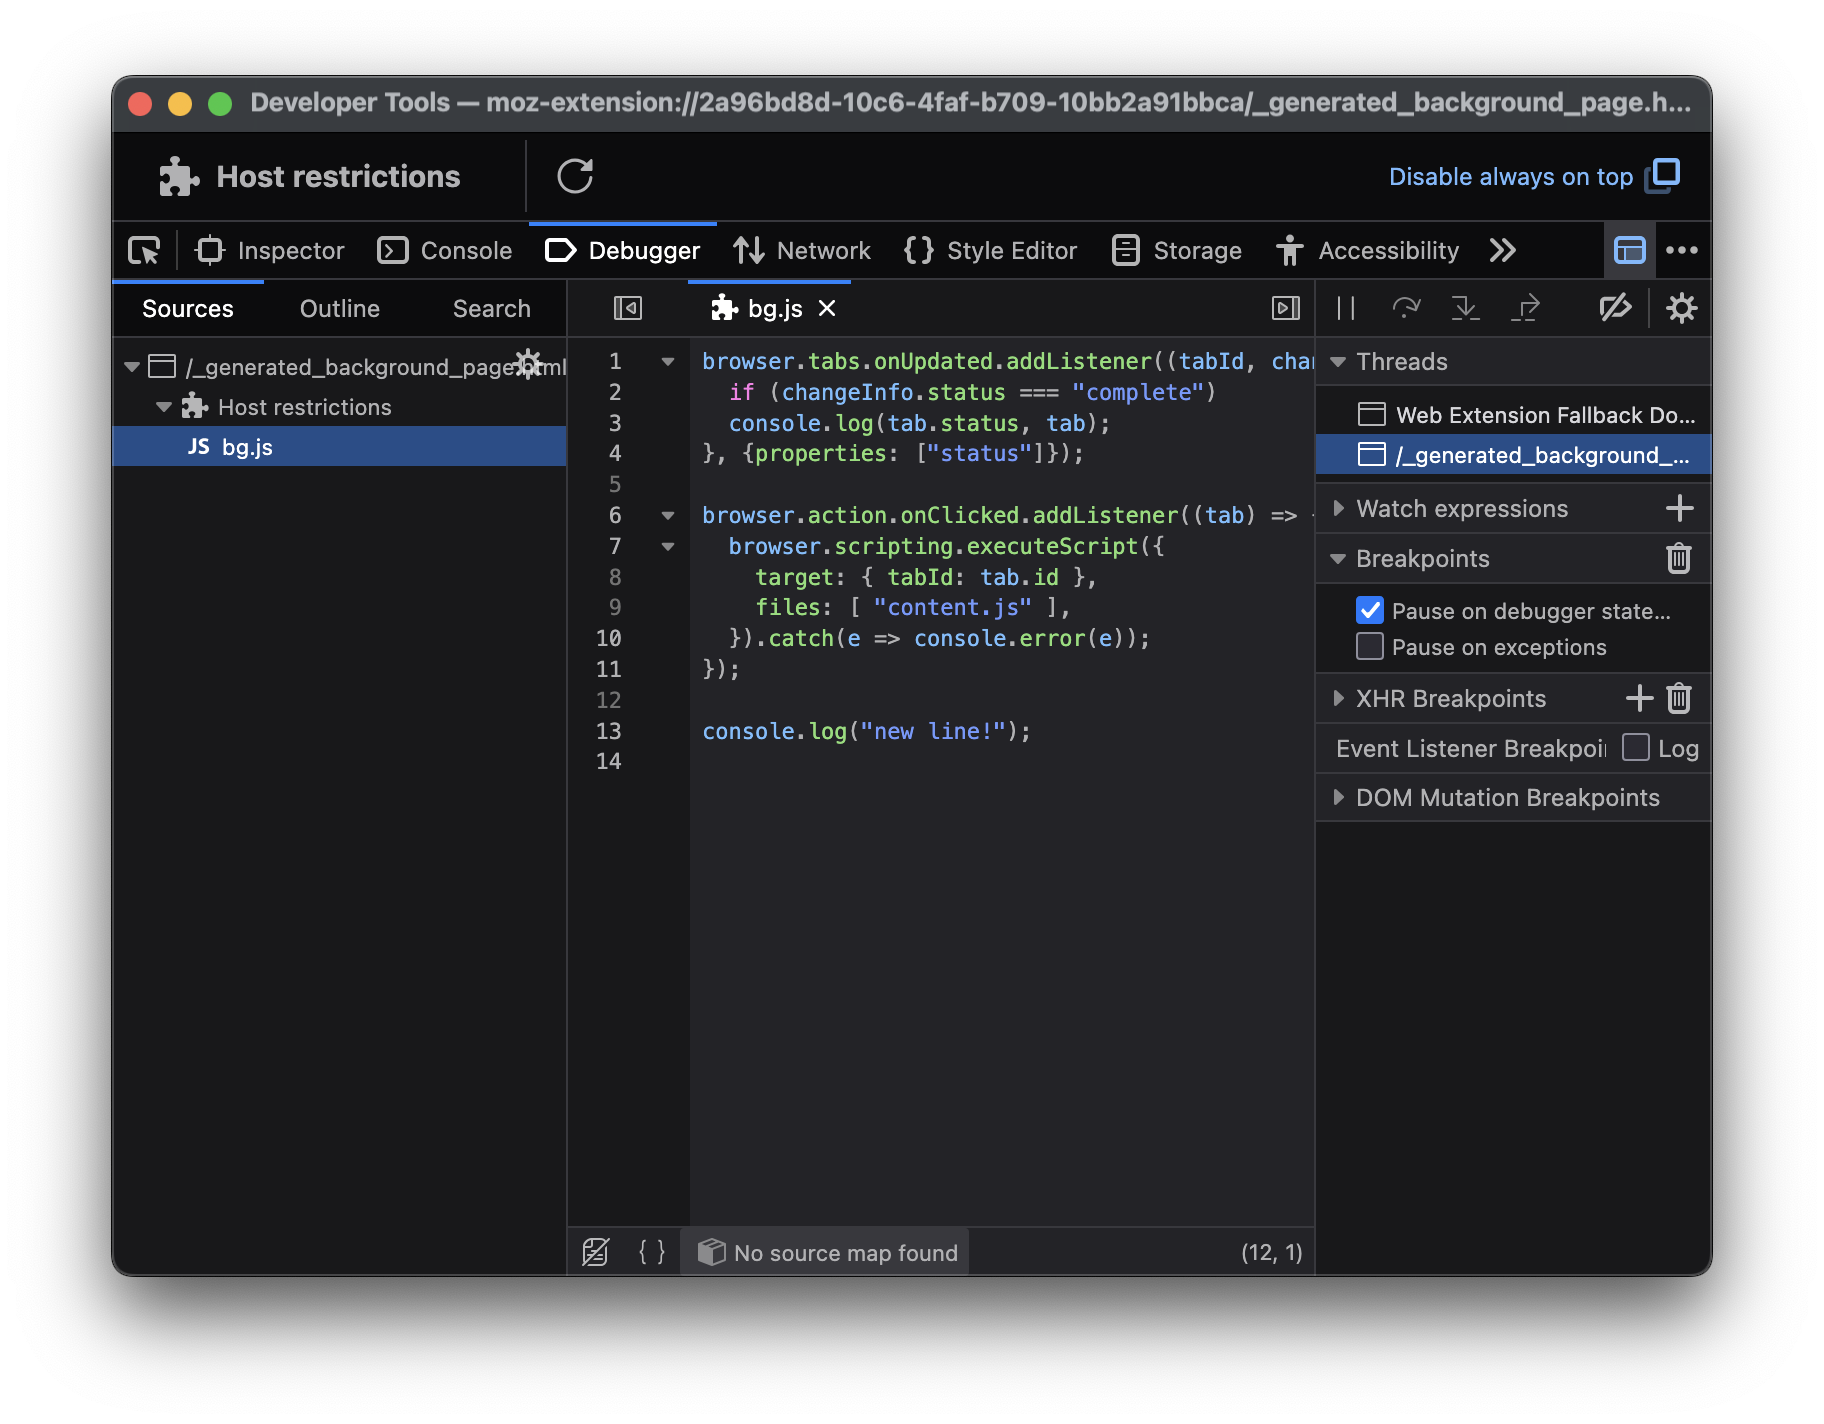 Developer Tools — moz-extension://2a96bd8d-10c6-4faf-b709-10bb2a91bbca/_generated_background_page.h...
Host restrictions
Disable always on top
Inspector Console Debugger Network Style Editor Storage Accessibility
Sources Outline Search
bg.js
/_generated_background_page.html
Host restrictions
JS bg.js
1 browser.tabs.onUpdated.addListener((tabId, chan
2 if (changeInfo.status === "complete")
3 console.log(tab.status, tab);
4 }, {properties: ["status"]});
5
6 browser.action.onClicked.addListener((tab) =>
7 browser.scripting.executeScript({
8 target: { tabId: tab.id },
9 files: [ "content.js" ],
10 }).catch(e => console.error(e));
11 });
12
13 console.log("new line!");
14
{ } No source map found (12, 1)
Threads
Web Extension Fallback Do...
/_generated_background_...
Watch expressions
Breakpoints
Pause on debugger state...
Pause on exceptions
XHR Breakpoints
Event Listener Breakpoi Log
DOM Mutation Breakpoints